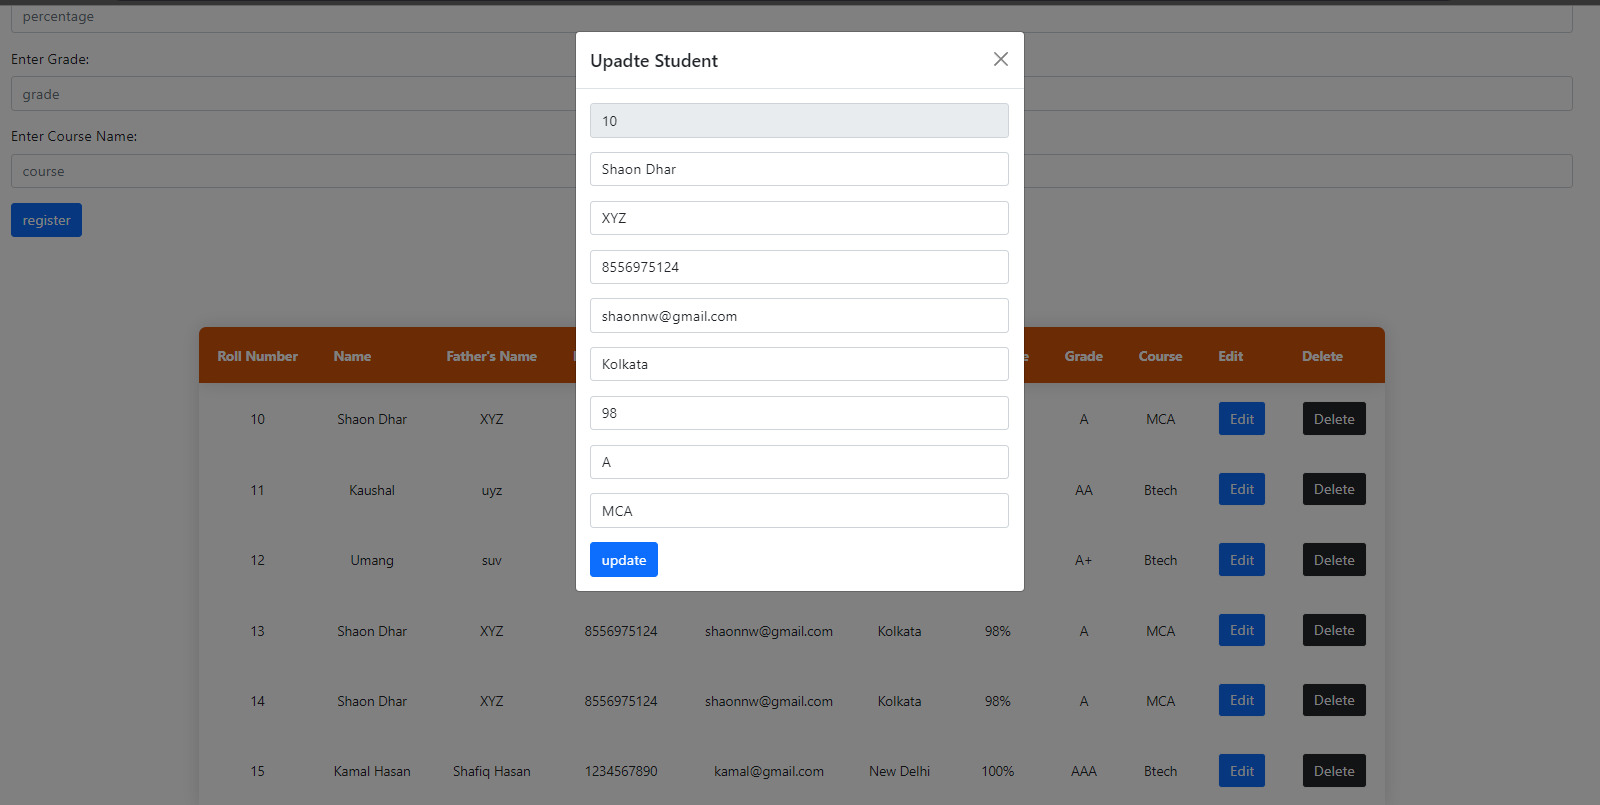 percentage
Enter Grade:
grade
Enter Course Name:
course
register
Upadte Student
10
Shaon Dhar
XYZ
8556975124
shaonnw@gmail.com
Kolkata
98
A
MCA
update
Roll Number Name Father's Name Grade Course Edit Delete
10 Shaon Dhar XYZ A MCA Edit Delete
11 Kaushal uyz AA Btech Edit Delete
12 Umang suv A+ Btech Edit Delete
13 Shaon Dhar XYZ 8556975124 shaonnw@gmail.com Kolkata 98% A MCA Edit Delete
14 Shaon Dhar XYZ 8556975124 shaonnw@gmail.com Kolkata 98% A MCA Edit Delete
15 Kamal Hasan Shafiq Hasan 1234567890 kamal@gmail.com New Delhi 100% AAA Btech Edit Delete